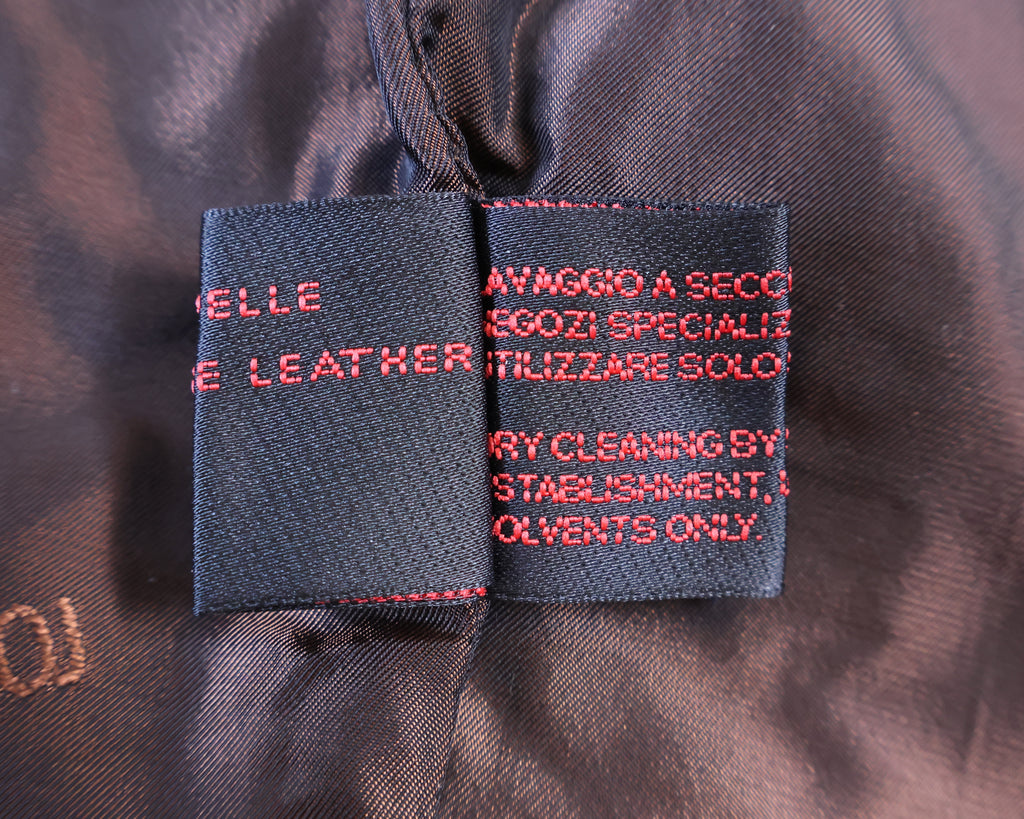 ELLE
E LEATHER
AVAGGIO A SECC
EGOZI SPECIALIZ
TILIZZARE SOLO
RY CLEANING BY
STABLISHMENT,
OLVENTS ONLY.